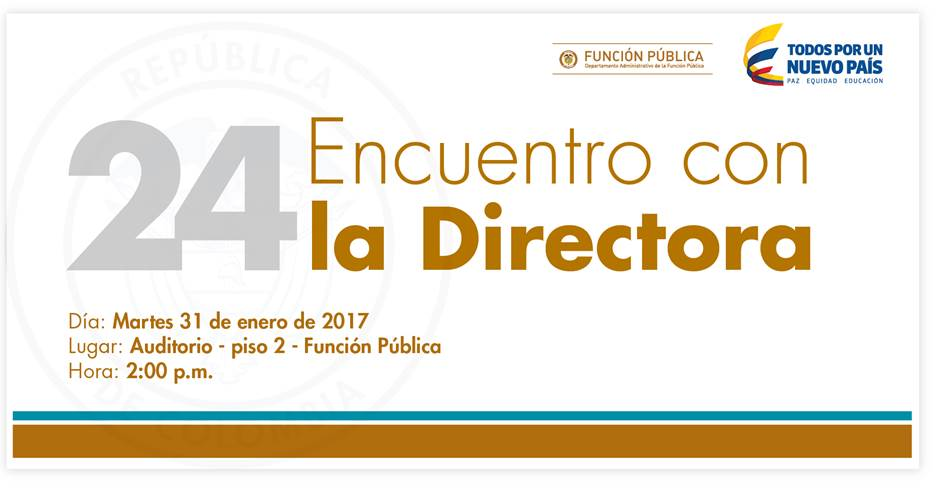 REPÚBLICA
DE COLOMBIA
FUNCIÓN PÚBLICA
Departamento Administrativo de la Función Pública
TODOS POR UN
NUEVO PAÍS
PAZ EQUIDAD EDUCACIÓN
24 Encuentro con
la Directora
Día: Martes 31 de enero de 2017
Lugar: Auditorio - piso 2 - Función Pública
Hora: 2:00 p.m.